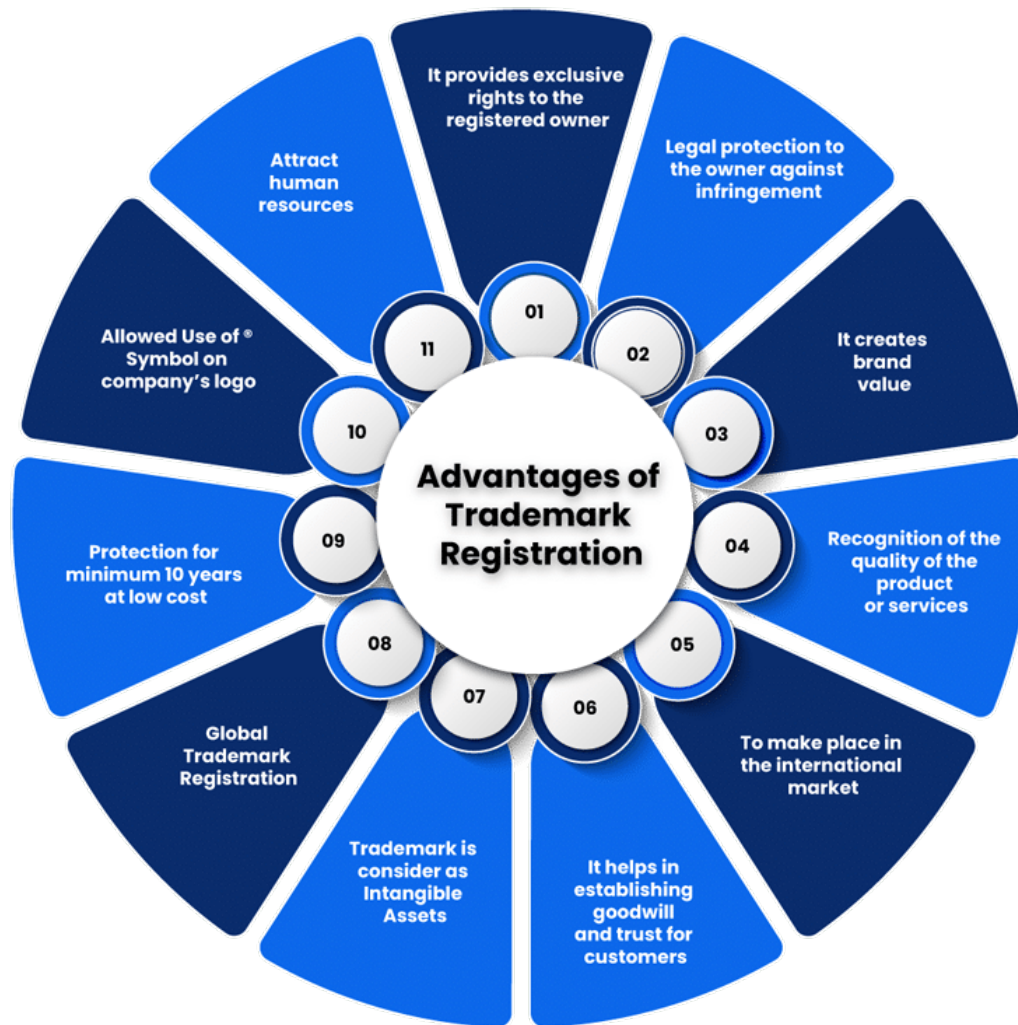 Advantages of
Trademark
Registration
01
It provides exclusive
rights to the
registered owner
02
Legal protection to
the owner against
infringement
03
It creates
brand
value
04
Recognition of the
quality of the
product
or services
05
To make place in
the international
market
06
It helps in
establishing
goodwill
and trust for
customers
07
Trademark is
consider as
Intangible
Assets
08
Global
Trademark
Registration
09
Protection for
minimum 10 years
at low cost
10
Allowed Use of ®
Symbol on
company's logo
11
Attract
human
resources